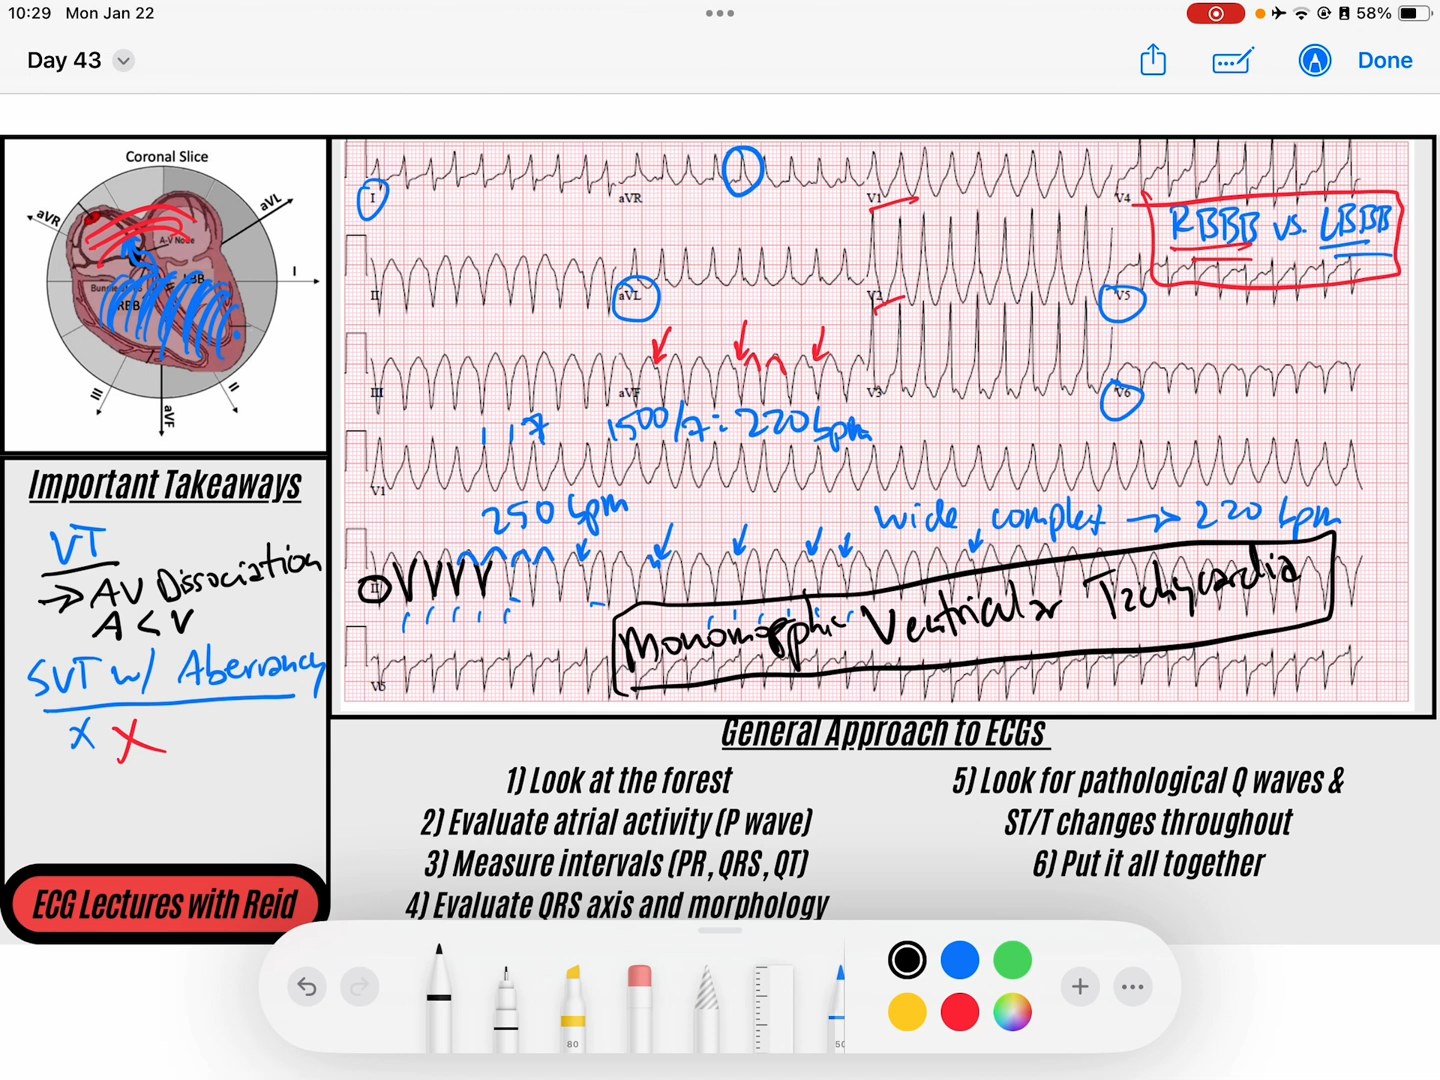 10:29 Mon Jan 22
58%
Day 43
Done
Coronal Slice
aVR
aVL
A-V Node
I
LBB
RBB
III
aVF
II
Important Takeaways
VT
→ AV Dissociation
A < V
SVT w/ Aberrancy
X X
ECG Lectures with Reid
I
aVR
V1
V4
RBBB vs. LBBB
II
aVL
V2
V5
III
aVF
V3
V6
117 1500/7 = 220 bpm
V1
250 bpm
wide complex → 220 bpm
II
Monomorphic Ventricular Tachycardia
V5
General Approach to ECGs
1) Look at the forest
2) Evaluate atrial activity (P wave)
3) Measure intervals (PR, QRS, QT)
4) Evaluate QRS axis and morphology
5) Look for pathological Q waves &
ST/T changes throughout
6) Put it all together
80
50